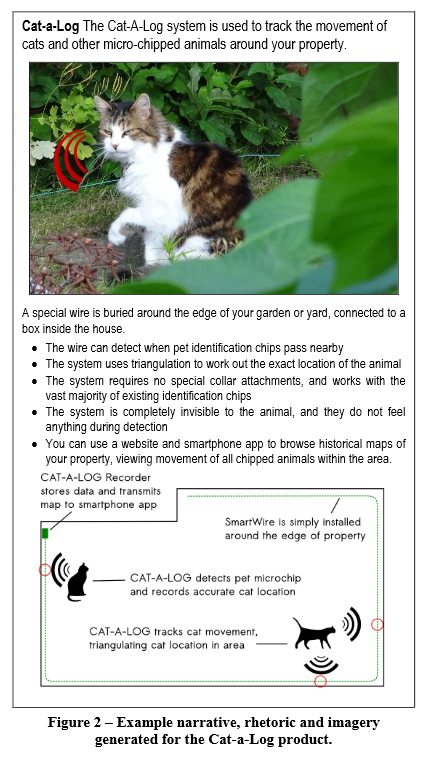 Cat-a-Log The Cat-A-Log system is used to track the movement of
cats and other micro-chipped animals around your property.
A special wire is buried around the edge of your garden or yard, connected to a
box inside the house.
• The wire can detect when pet identification chips pass nearby
• The system uses triangulation to work out the exact location of the animal
• The system requires no special collar attachments, and works with the
vast majority of existing identification chips
• The system is completely invisible to the animal, and they do not feel
anything during detection
• You can use a website and smartphone app to browse historical maps of
your property, viewing movement of all chipped animals within the area.
CAT-A-LOG Recorder
stores data and transmits
map to smartphone app
SmartWire is simply installed
around the edge of property
CAT-A-LOG detects pet microchip
and records accurate cat location
CAT-A-LOG tracks cat movement,
triangulating cat location in area
Figure 2 – Example narrative, rhetoric and imagery
generated for the Cat-a-Log product.